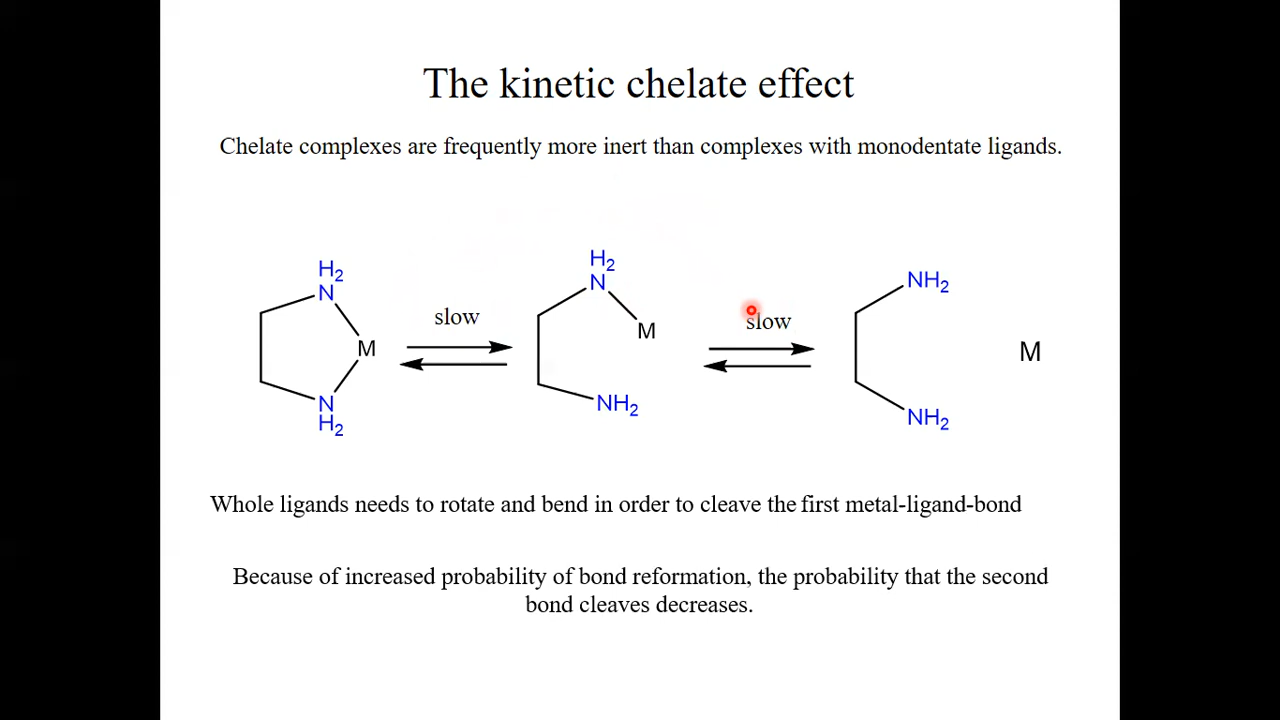 The kinetic chelate effect
Chelate complexes are frequently more inert than complexes with monodentate ligands.
H2
N
M
N
H2
slow
H2
N
M
NH2
slow
NH2
M
NH2
Whole ligands needs to rotate and bend in order to cleave the first metal-ligand-bond
Because of increased probability of bond reformation, the probability that the second
bond cleaves decreases.